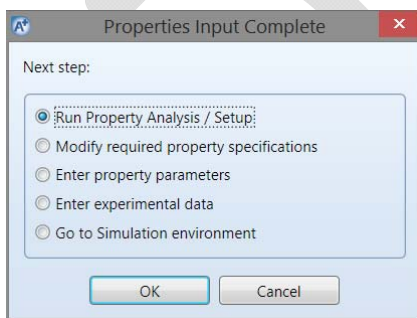 Properties Input Complete
Next step:
Run Property Analysis / Setup
Modify required property specifications
Enter property parameters
Enter experimental data
Go to Simulation environment
OK Cancel